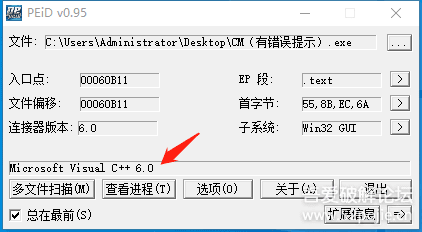 PEiD v0.95
文件: C:\Users\Administrator\Desktop\CM（有错误提示）.exe ...
入口点: 00060B11 EP 段: .text >
文件偏移: 00060B11 首字节: 55,8B,EC,6A >
连接器版本: 6.0 子系统: Win32 GUI >
Microsoft Visual C++ 6.0
多文件扫描(M) 查看进程(T) 选项(O) 关于(A) 退出
总在最前(S) 扩展信息 =>
吾爱破解论坛